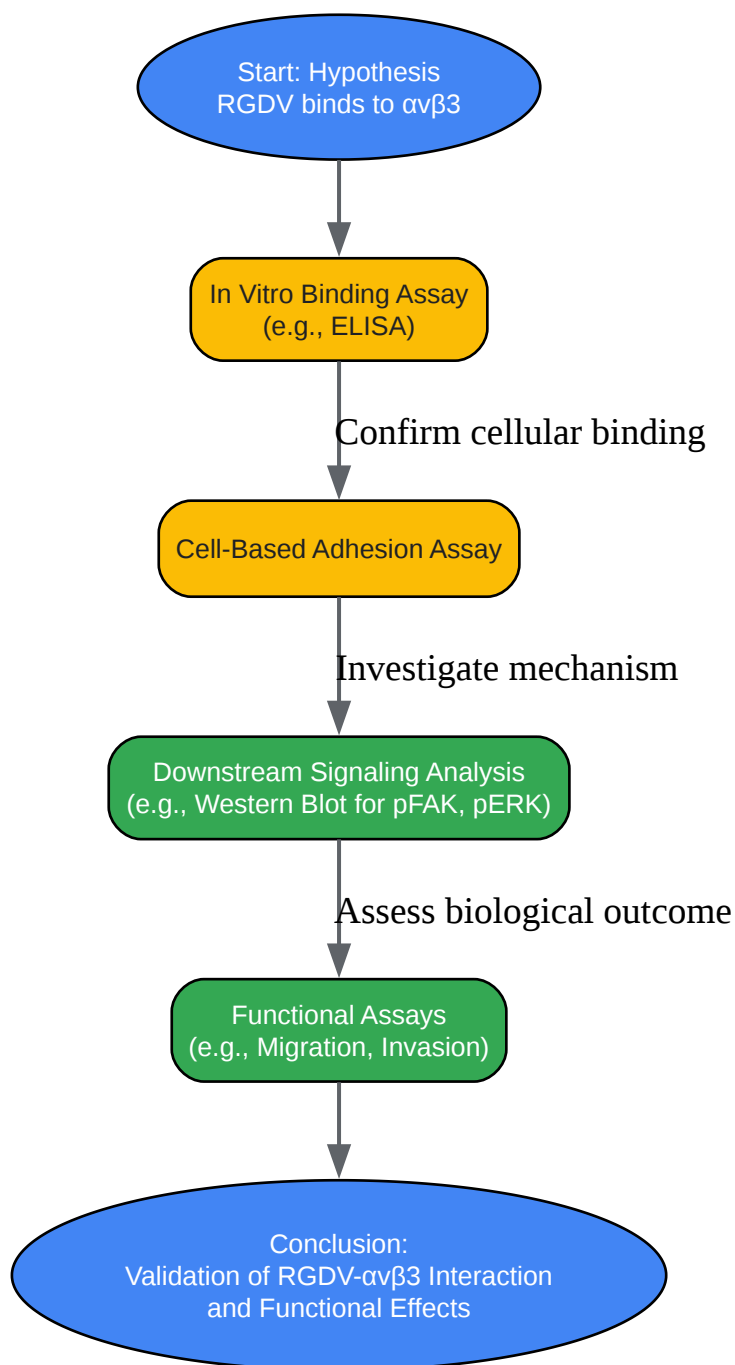 Start: Hypothesis
RGDV binds to αvβ3
In Vitro Binding Assay
(e.g., ELISA)
Confirm cellular binding
Cell-Based Adhesion Assay
Investigate mechanism
Downstream Signaling Analysis
(e.g., Western Blot for pFAK, pERK)
Assess biological outcome
Functional Assays
(e.g., Migration, Invasion)
Conclusion:
Validation of RGDV-αvβ3 Interaction
and Functional Effects